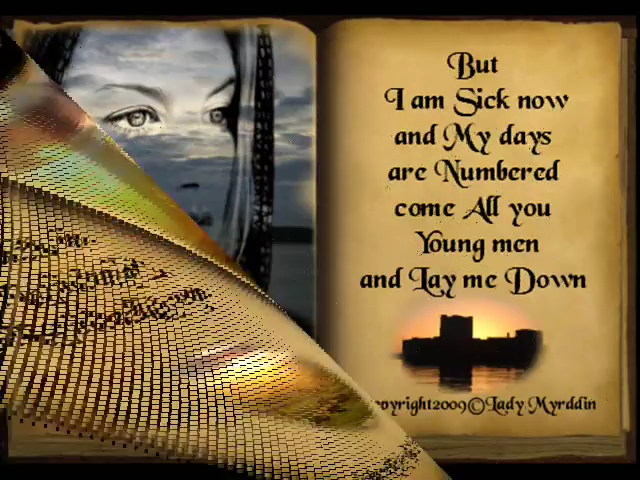 But
I am Sick now
and My days
are Numbered
come All you
Young men
and Lay me Down
opyright2009©Lady Myrddin